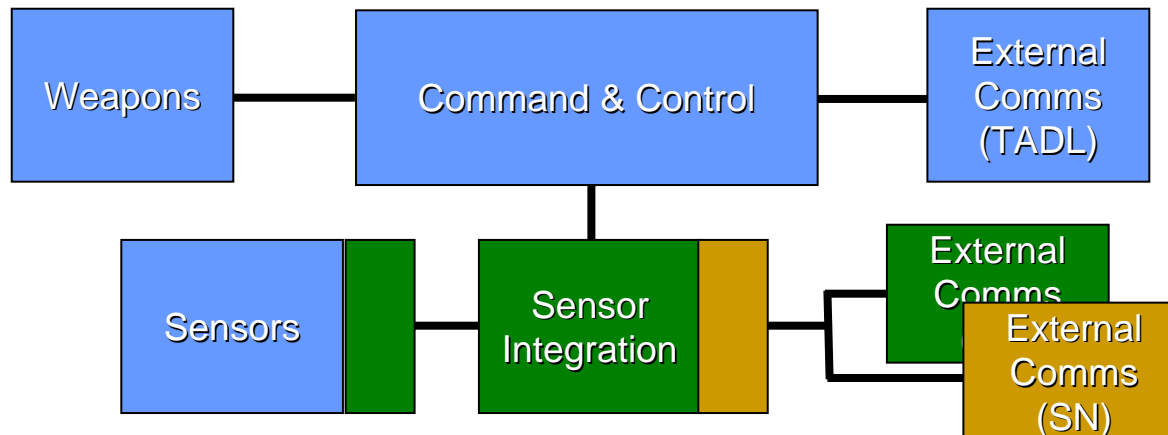 Weapons
Command & Control
External
Comms
(TADL)
Sensors
Sensor
Integration
External
Comms
External
Comms
(SN)